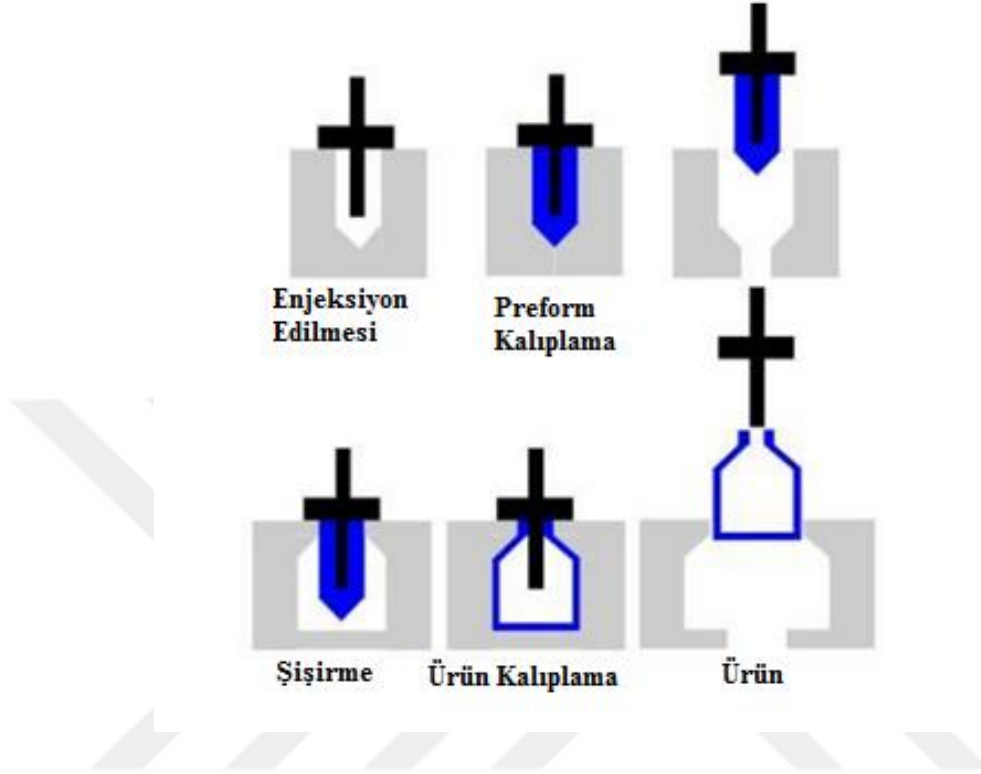 Enjeksiyon
Edilmesi
Preform
Kalıplama
Şişirme
Ürün Kalıplama
Ürün